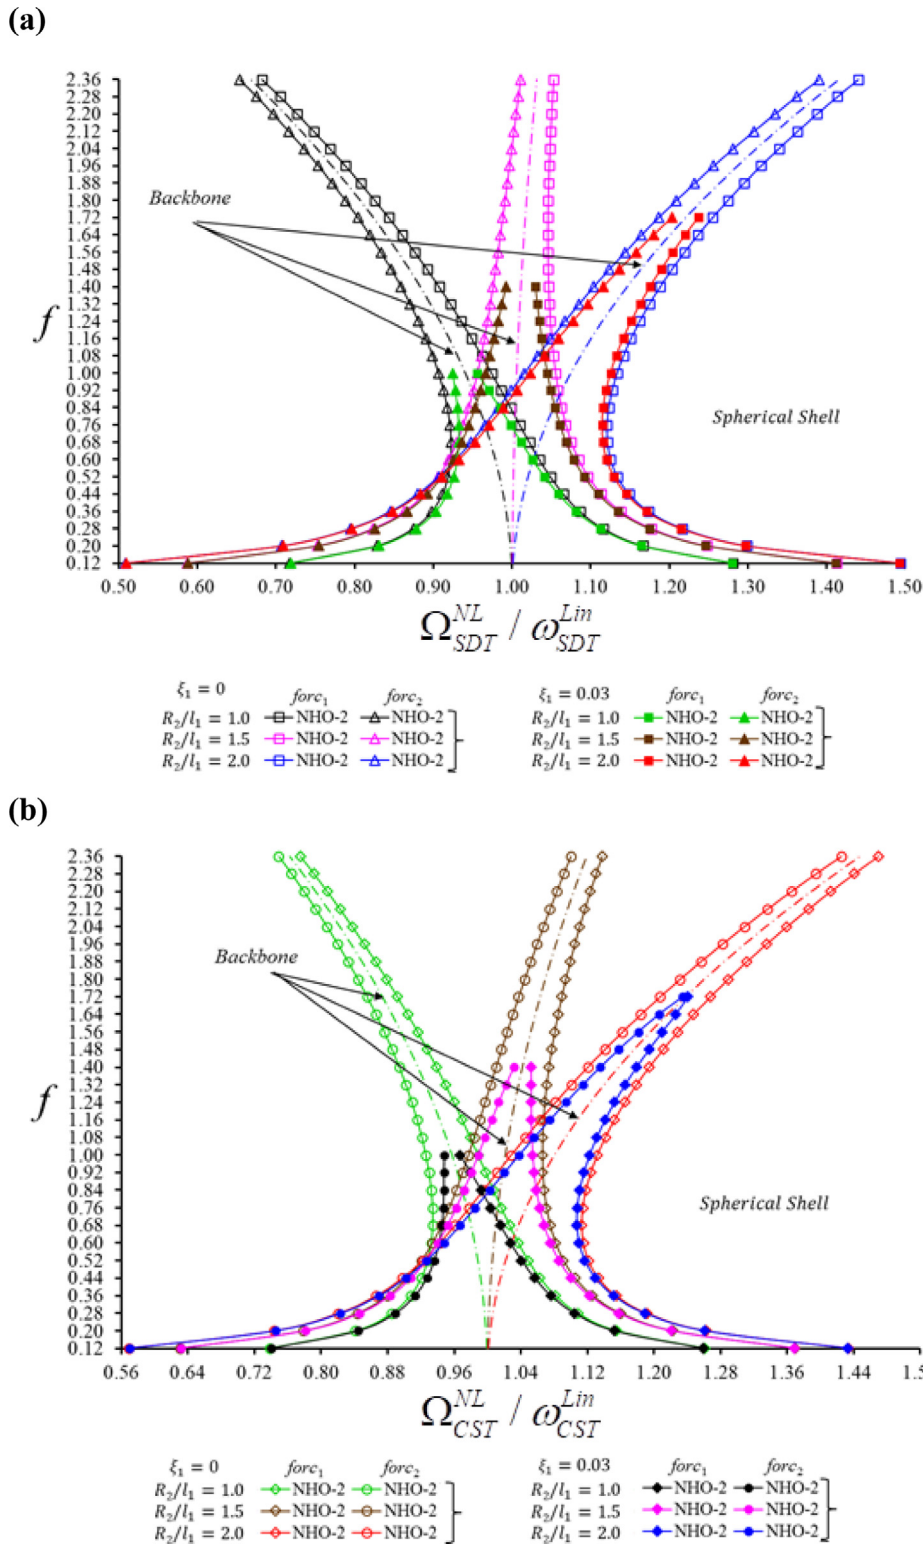 (a)
2.36
2.28
2.20
2.12
2.04
1.96
1.88
1.80
1.72
1.64
1.56
1.48
1.40
1.32
1.24
1.16
1.08
1.00
0.92
0.84
0.76
0.68
0.60
0.52
0.44
0.36
0.28
0.20
0.12
f
Backbone
Spherical Shell
0.50 0.60 0.70 0.80 0.90 1.00 1.10 1.20 1.30 1.40 1.50
Ω_{SDT}^{NL} / ω_{SDT}^{Lin}
ξ₁ = 0 forc₁ forc₂ ξ₁ = 0.03 forc₁ forc₂
R₂/l₁ = 1.0 NHO-2 NHO-2 R₂/l₁ = 1.0 NHO-2 NHO-2
R₂/l₁ = 1.5 NHO-2 NHO-2 R₂/l₁ = 1.5 NHO-2 NHO-2
R₂/l₁ = 2.0 NHO-2 NHO-2 R₂/l₁ = 2.0 NHO-2 NHO-2
(b)
2.36
2.28
2.20
2.12
2.04
1.96
1.88
1.80
1.72
1.64
1.56
1.48
1.40
1.32
1.24
1.16
1.08
1.00
0.92
0.84
0.76
0.68
0.60
0.52
0.44
0.36
0.28
0.20
0.12
f
Backbone
Spherical Shell
0.56 0.64 0.72 0.80 0.88 0.96 1.04 1.12 1.20 1.28 1.36 1.44 1.52
Ω_{CST}^{NL} / ω_{CST}^{Lin}
ξ₁ = 0 forc₁ forc₂ ξ₁ = 0.03 forc₁ forc₂
R₂/l₁ = 1.0 NHO-2 NHO-2 R₂/l₁ = 1.0 NHO-2 NHO-2
R₂/l₁ = 1.5 NHO-2 NHO-2 R₂/l₁ = 1.5 NHO-2 NHO-2
R₂/l₁ = 2.0 NHO-2 NHO-2 R₂/l₁ = 2.0 NHO-2 NHO-2